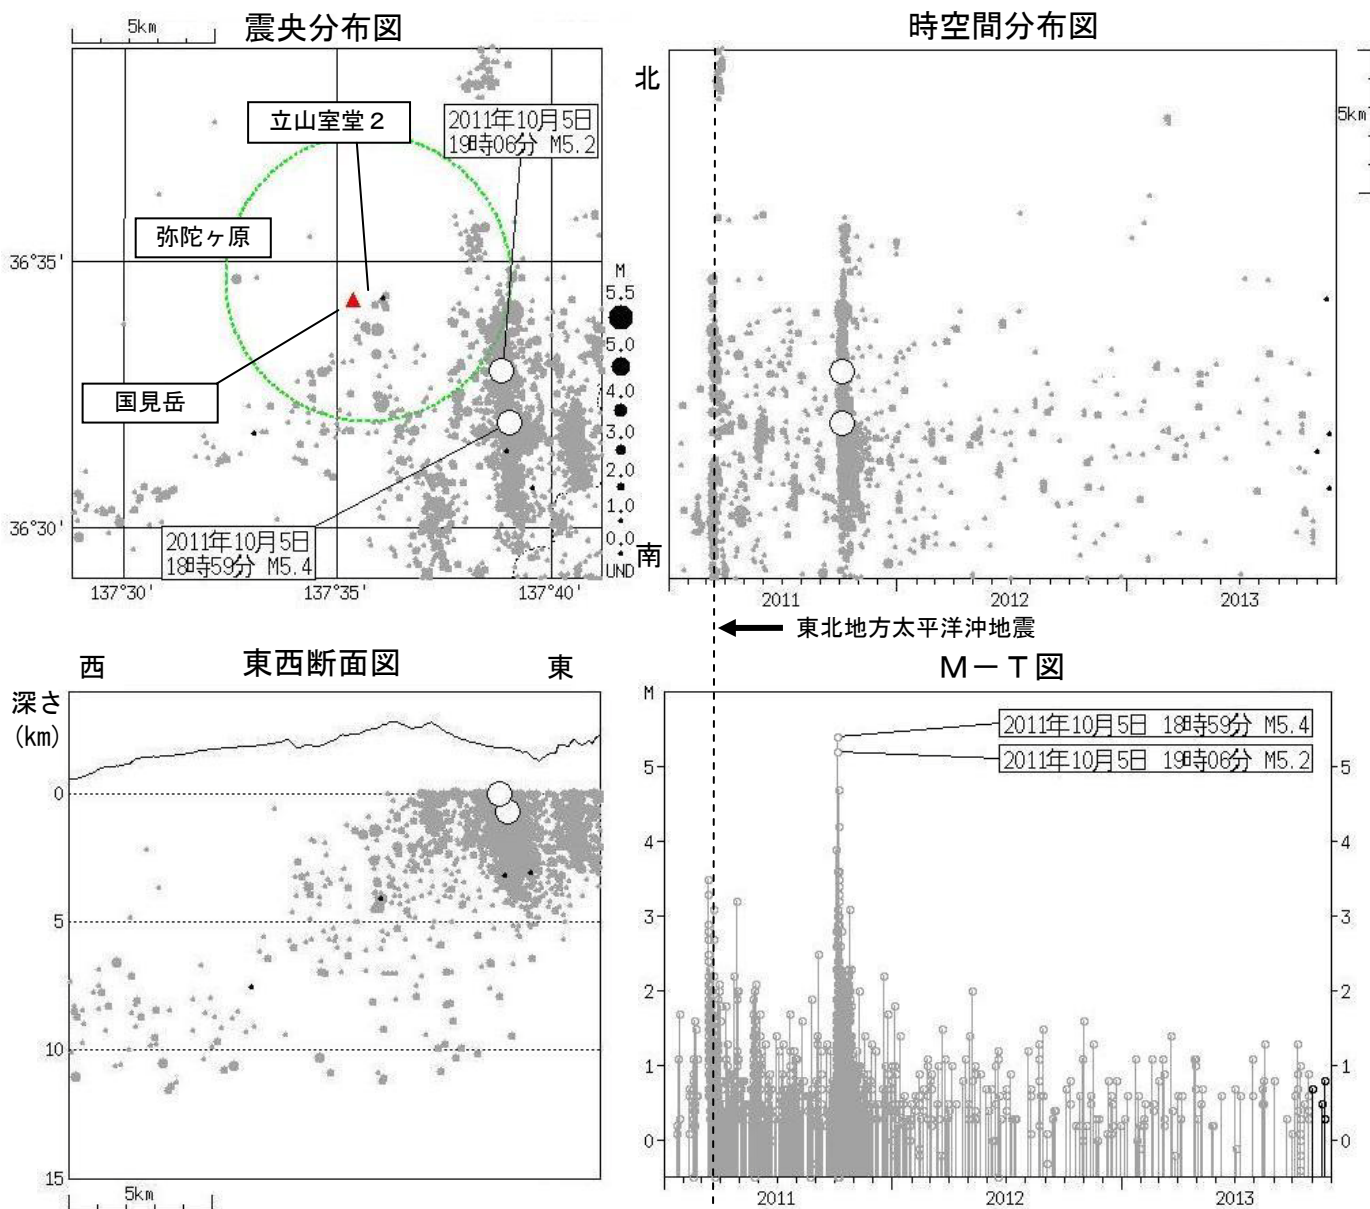 震央分布図
5km
立山室堂２
2011年10月5日
19時06分 M5.2
弥陀ヶ原
国見岳
2011年10月5日
18時59分 M5.4
36°35'
36°30'
137°30'
137°35'
137°40'
M
5.5
5.0
4.0
3.0
2.0
1.0
0.0
UND
時空間分布図
北
南
5km
2011
2012
2013
東北地方太平洋沖地震
東西断面図
西
東
深さ
(km)
0
5
10
15
5km
Ｍ－Ｔ図
M
2011年10月5日 18時59分 M5.4
2011年10月5日 19時06分 M5.2
5
4
3
2
1
0
5
4
3
2
1
0
2011
2012
2013